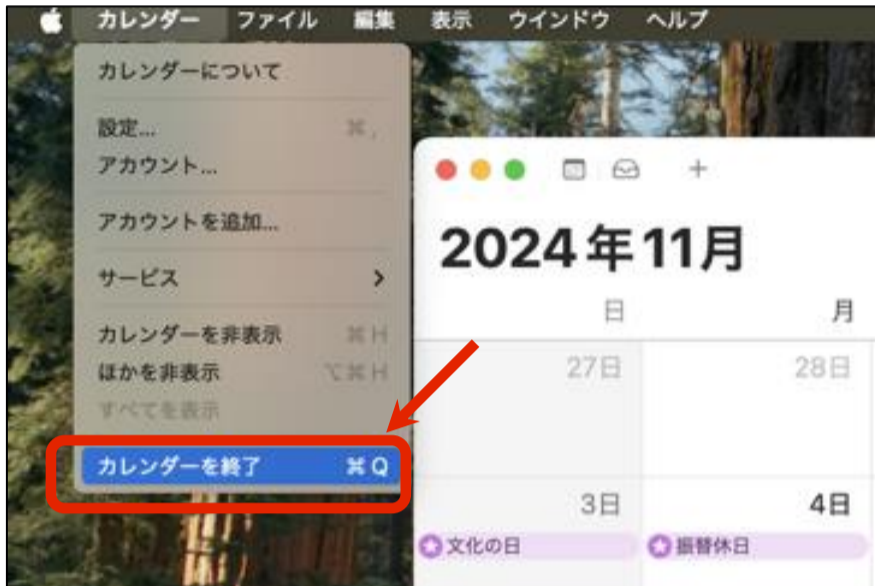 カレンダー ファイル 編集 表示 ウインドウ ヘルプ
カレンダーについて
設定... ⌘ ,
アカウント...
アカウントを追加...
サービス >
カレンダーを非表示 ⌘ H
ほかを非表示 ⌥ ⌘ H
すべてを表示
カレンダーを終了 ⌘ Q
2024年11月
日 月
27日 28日
3日 4日
文化の日 振替休日